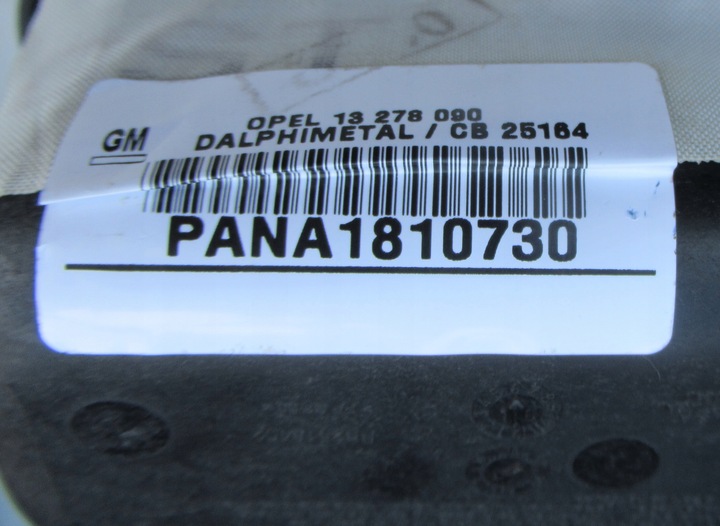 GM
OPEL 13 278 090
DALPHIMETAL / CB 25164
PANA1810730